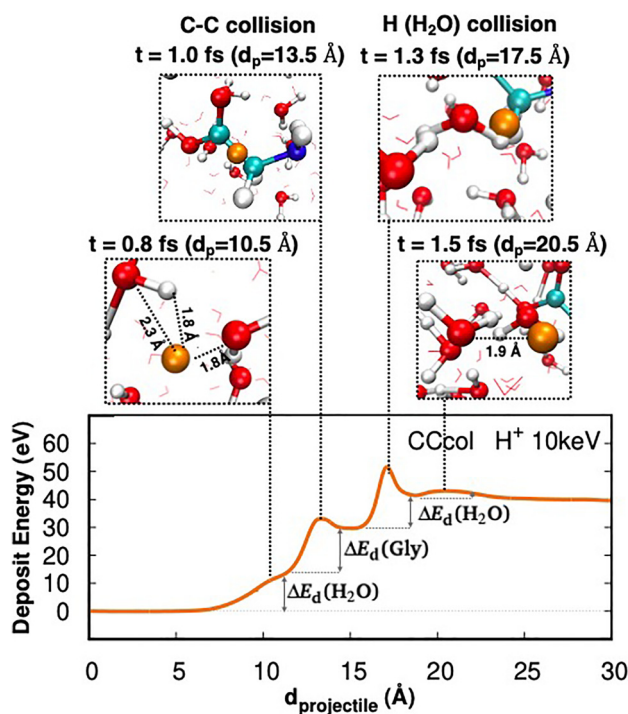 C-C collision
t = 1.0 fs (dp=13.5 Å)
H (H₂O) collision
t = 1.3 fs (dp=17.5 Å)
t = 0.8 fs (dp=10.5 Å)
2.3 Å
1.8 Å
1.8Å
t = 1.5 fs (dp=20.5 Å)
1.9 Å
Deposit Energy (eV)
60
50
40
30
20
10
0
CCcol H⁺ 10keV
ΔEd(H₂O)
ΔEd(Gly)
ΔEd(H₂O)
0 5 10 15 20 25 30
dprojectile (Å)